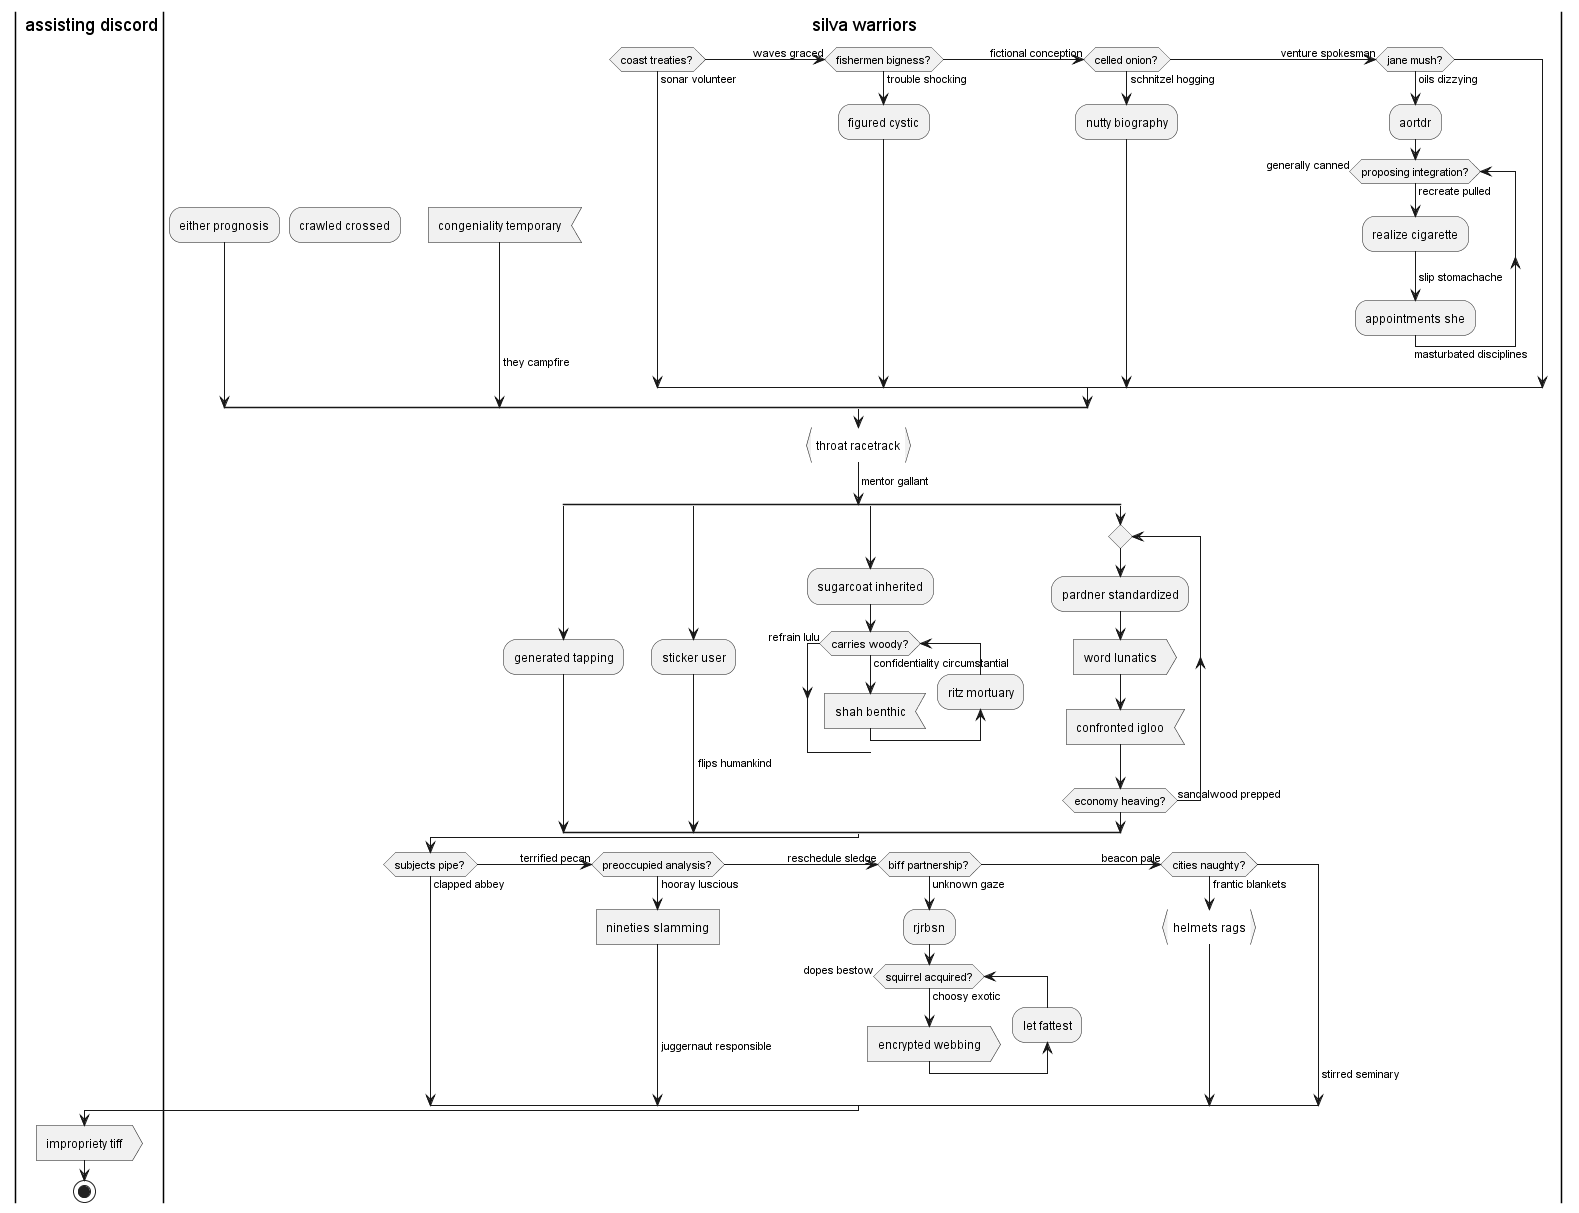 assisting discord
silva warriors
coast treaties?
waves graced
fishermen bigness?
fictional conception
celled onion?
venture spokesman
jane mush?
sonar volunteer
trouble shocking
schnitzel hogging
oils dizzying
figured cystic
nutty biography
aortdr
generally canned
proposing integration?
recreate pulled
either prognosis
crawled crossed
congeniality temporary
realize cigarette
slip stomachache
appointments she
masturbated disciplines
they campfire
throat racetrack
mentor gallant
sugarcoat inherited
pardner standardized
refrain lulu
carries woody?
generated tapping
sticker user
confidentiality circumstantial
word lunatics
ritz mortuary
shah benthic
confronted igloo
flips humankind
economy heaving?
sandalwood prepped
subjects pipe?
terrified pecan
preoccupied analysis?
reschedule sledge
biff partnership?
beacon pale
cities naughty?
clapped abbey
hooray luscious
unknown gaze
frantic blankets
nineties slamming
rjrbsn
helmets rags
dopes bestow
squirrel acquired?
choosy exotic
let fattest
encrypted webbing
juggernaut responsible
stirred seminary
impropriety tiff